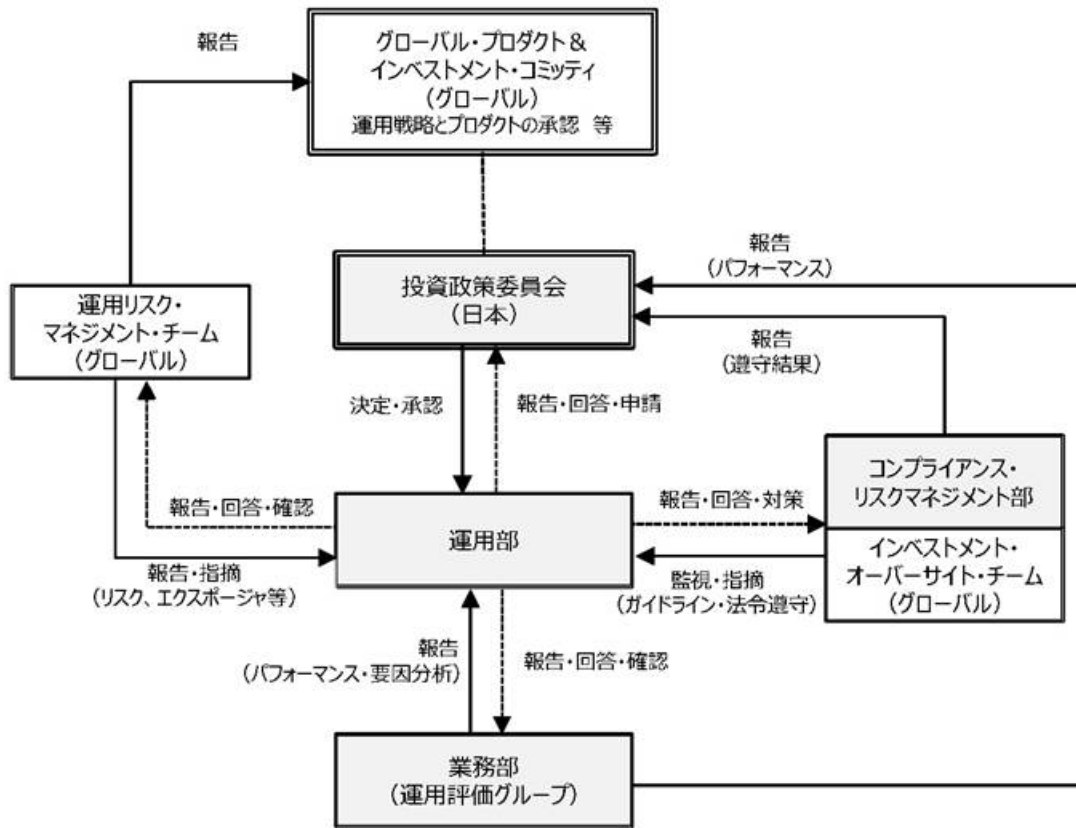 報告
グローバル・プロダクト＆
インベストメント・コミッティ
（グローバル）
運用戦略とプロダクトの承認　等
報告
（パフォーマンス）
投資政策委員会
（日本）
運用リスク・
マネジメント・チーム
（グローバル）
報告
（遵守結果）
決定・承認
報告・回答・申請
コンプライアンス・
リスクマネジメント部
報告・回答・確認
運用部
報告・回答・対策
インベストメント・
オーバーサイト・チーム
（グローバル）
報告・指摘
（リスク、エクスポージャ等）
監視・指摘
（ガイドライン・法令遵守）
報告
（パフォーマンス・要因分析）
報告・回答・確認
業務部
（運用評価グループ）